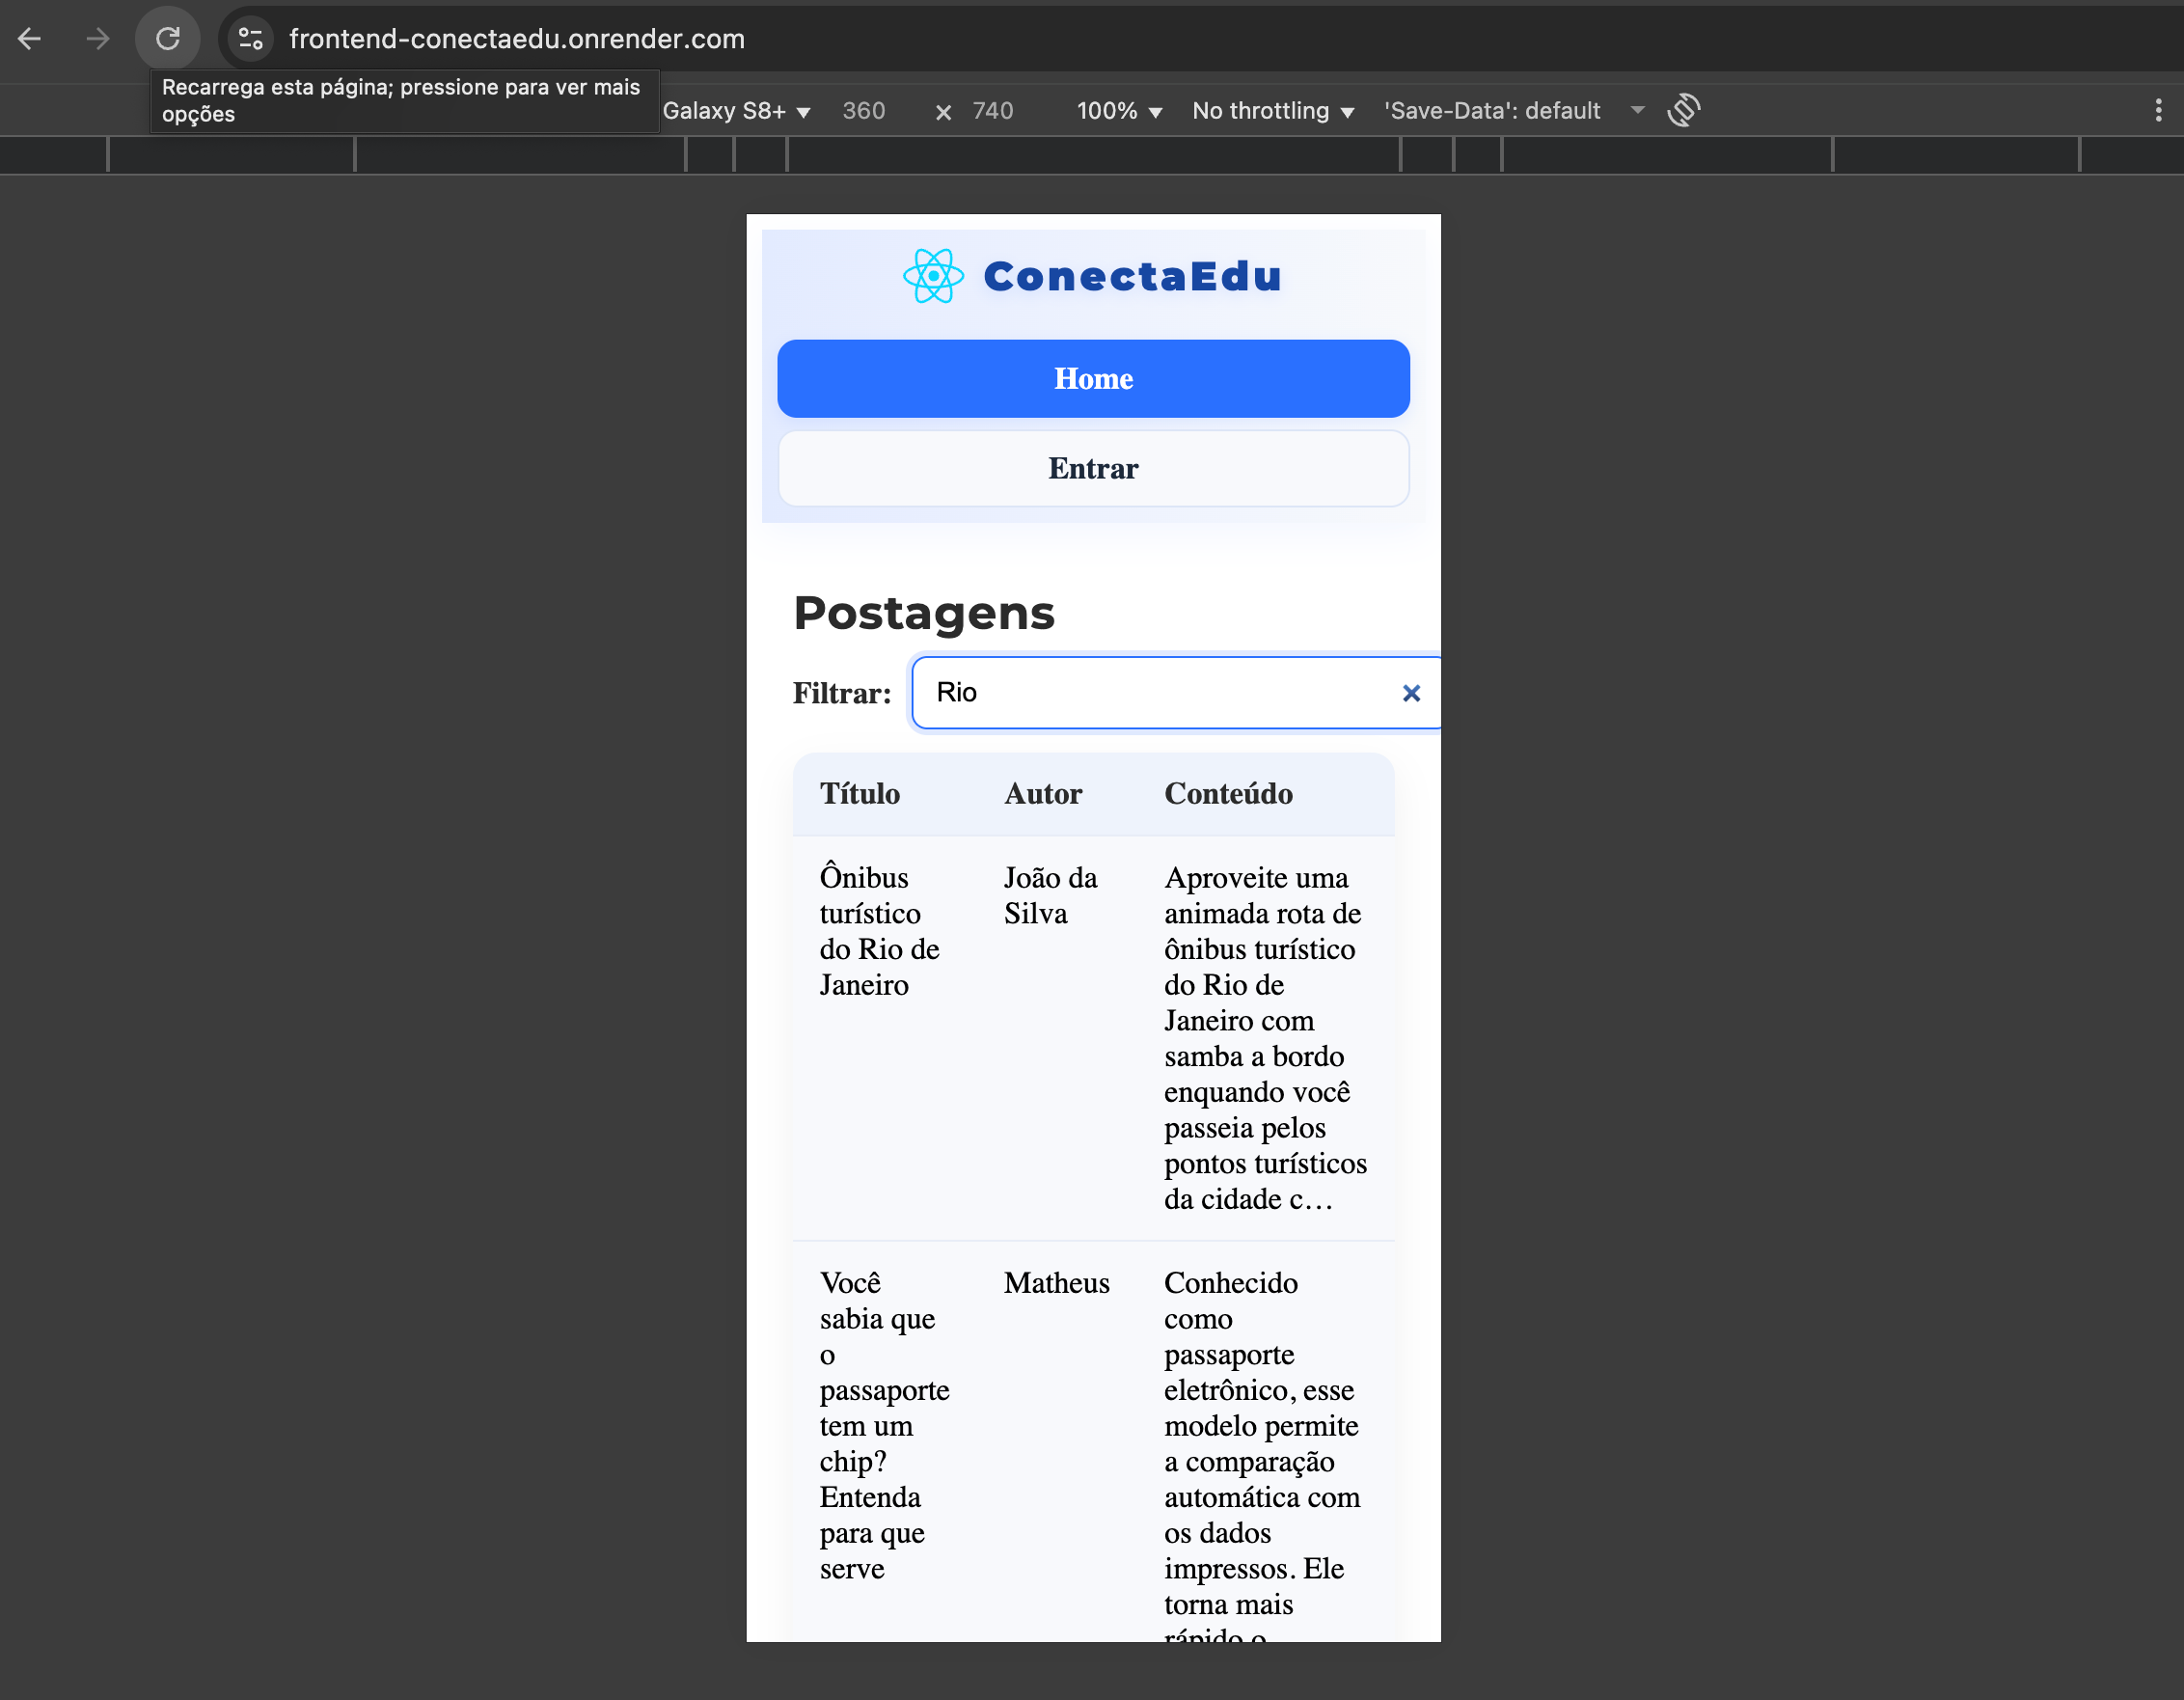 frontend-conectaedu.onrender.com
Recarrega esta página; pressione para ver mais
opções
Galaxy S8+ ▼ 360 × 740 100% ▼ No throttling ▼ 'Save-Data': default
ConectaEdu
Home
Entrar
Postagens
Filtrar: Rio ×
Título Autor Conteúdo
Ônibus
turístico
do Rio de
Janeiro
João da
Silva
Aproveite uma
animada rota de
ônibus turístico
do Rio de
Janeiro com
samba a bordo
enquando você
passeia pelos
pontos turísticos
da cidade c...
Você
sabia que
o
passaporte
tem um
chip?
Entenda
para que
serve
Matheus
Conhecido
como
passaporte
eletrônico, esse
modelo permite
a comparação
automática com
os dados
impressos. Ele
torna mais
rápido o